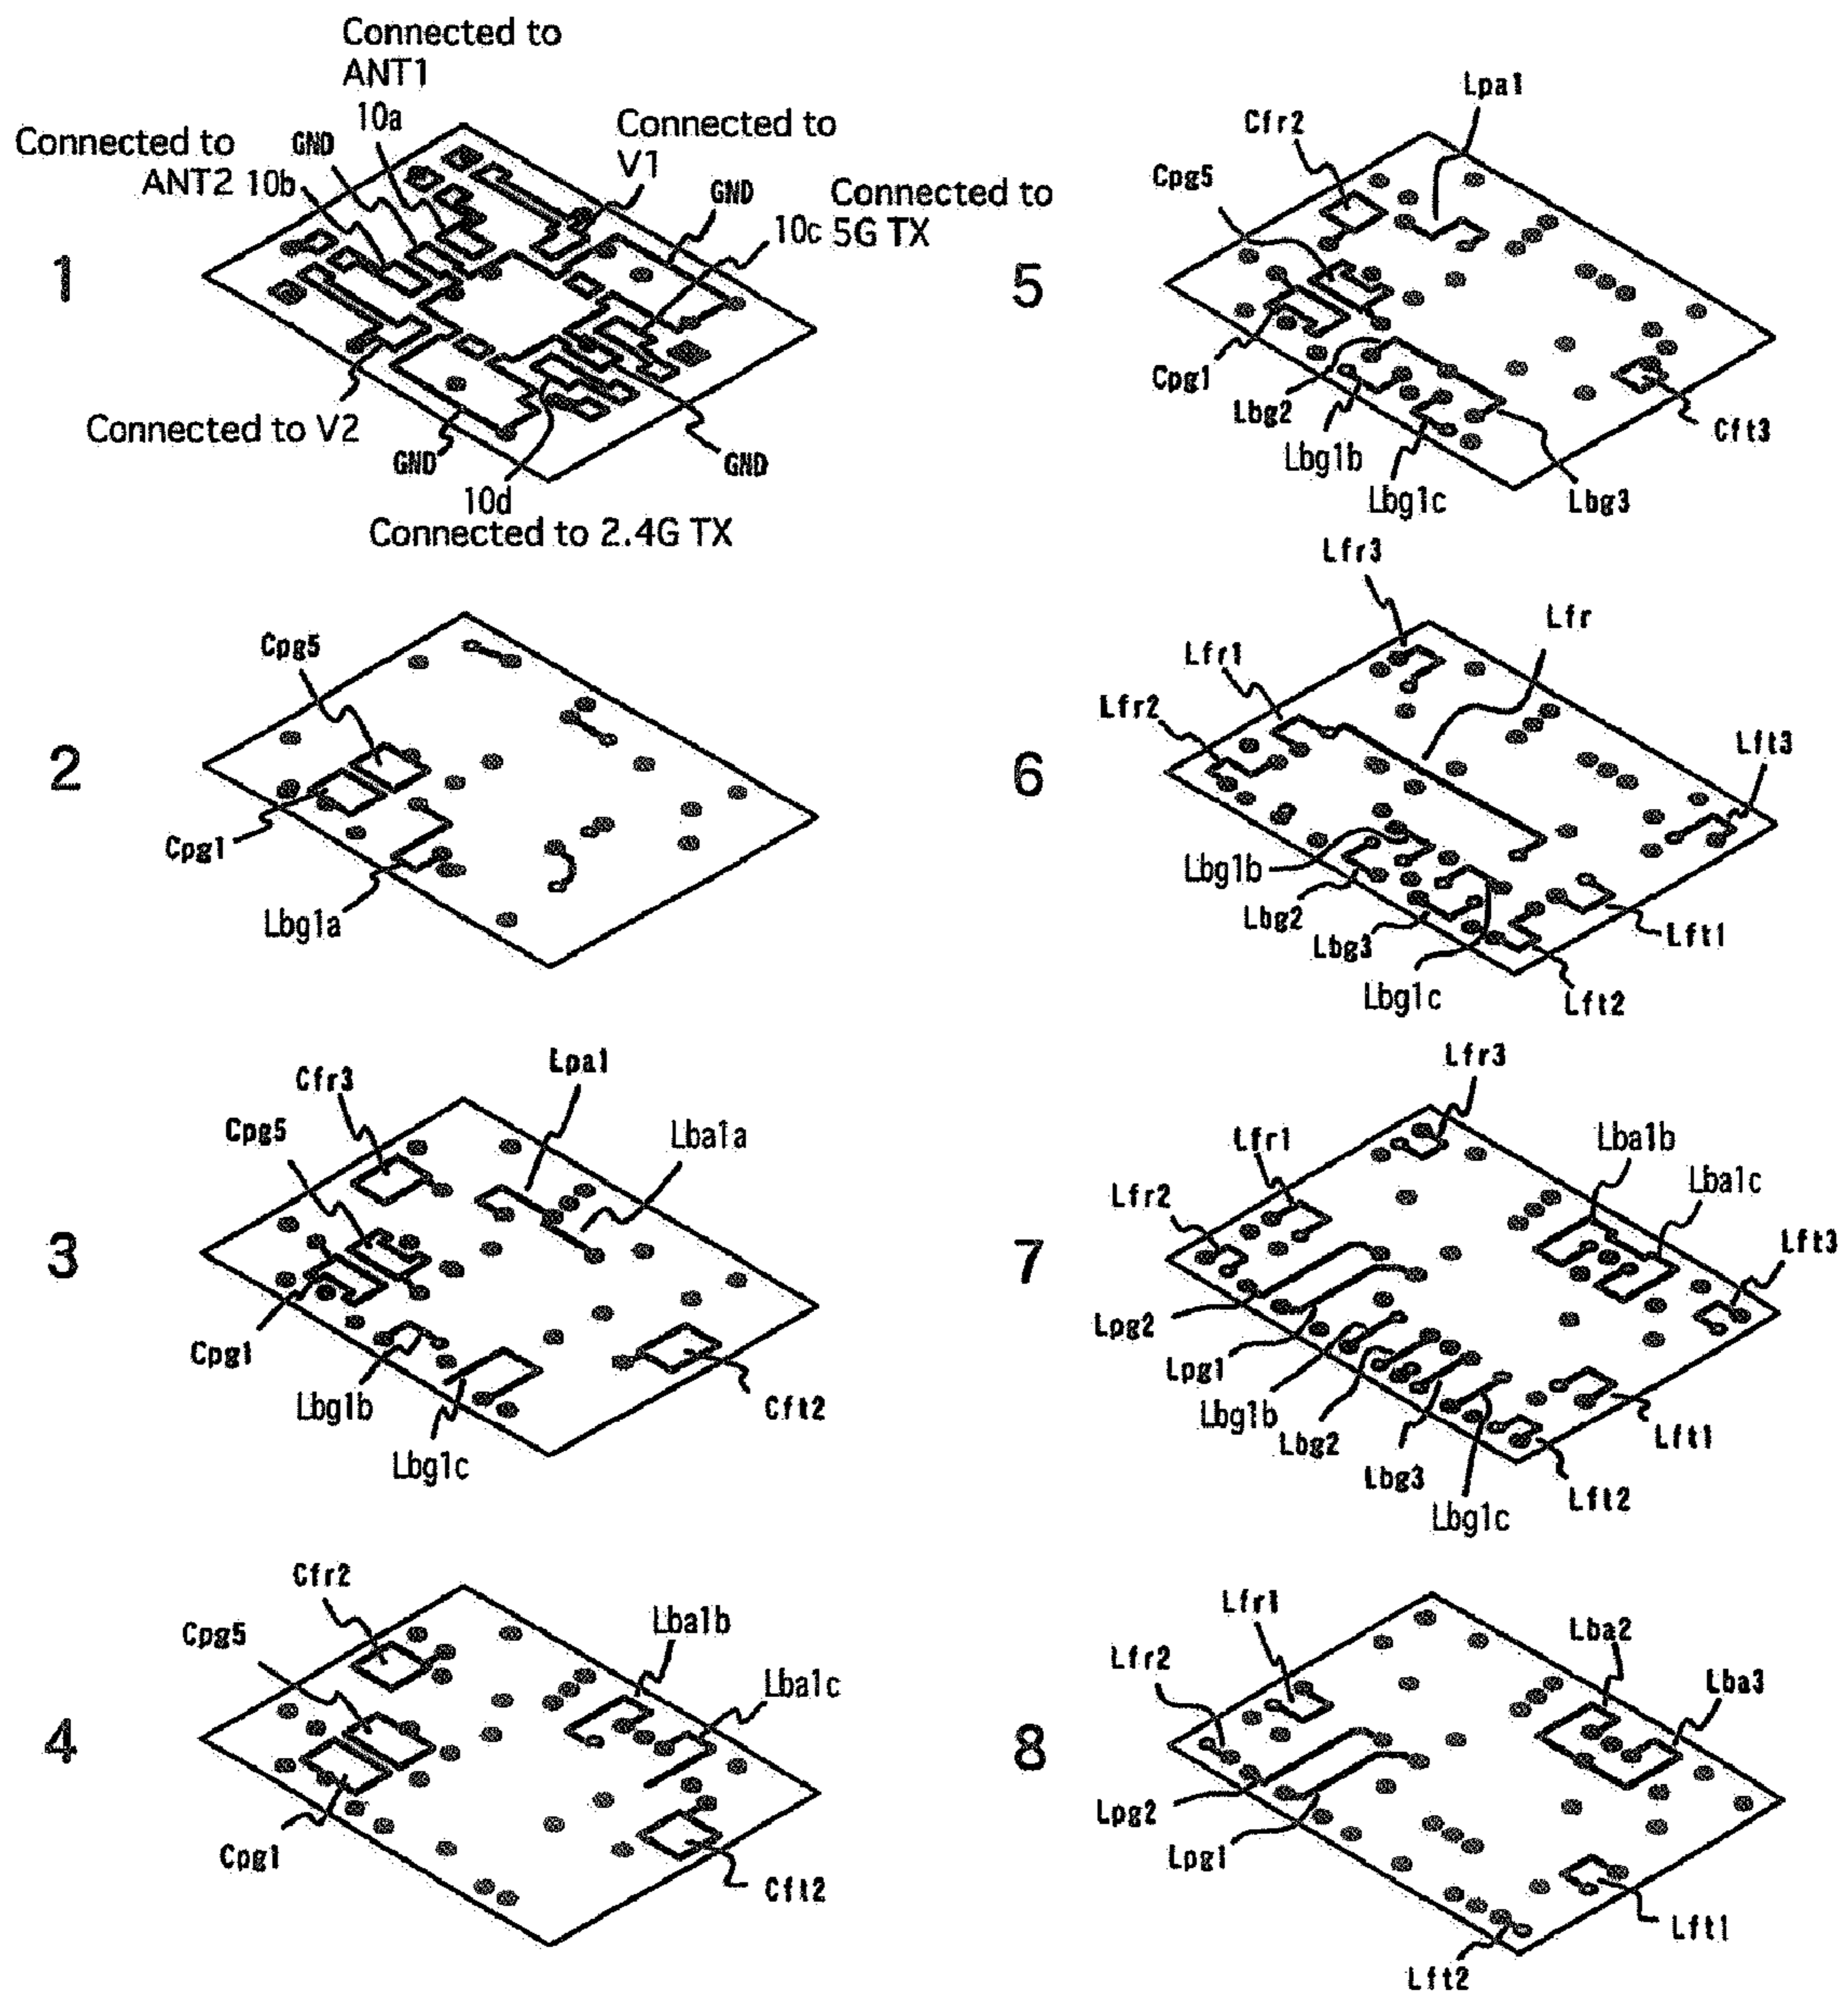 1
Connected to
ANT1
10a
Connected to
ANT2 10b
GND
Connected to
V1
GND
Connected to
10c 5G TX
Connected to V2
GND
10d
Connected to 2.4G TX
GND
2
Cpg5
Cpg1
Lbg1a
3
Cfr3
Lpa1
Cpg5
Lba1a
Cpg1
Lbg1b
Lbg1c
Cft2
4
Cfr2
Cpg5
Lba1b
Lba1c
Cpg1
Cft2
5
Lpa1
Cfr2
Cpg5
Cpg1
Lbg2
Lbg1b
Lbg1c
Lbg3
Cft3
6
Lfr3
Lfr
Lfr1
Lfr2
Lft3
Lbg1b
Lbg2
Lbg3
Lbg1c
Lft1
Lft2
7
Lfr3
Lfr1
Lba1b
Lfr2
Lba1c
Lft3
Lpg2
Lpg1
Lbg1b
Lbg2
Lbg3
Lbg1c
Lft1
Lft2
8
Lfr1
Lba2
Lfr2
Lba3
Lpg2
Lpg1
Lft1
Lft2